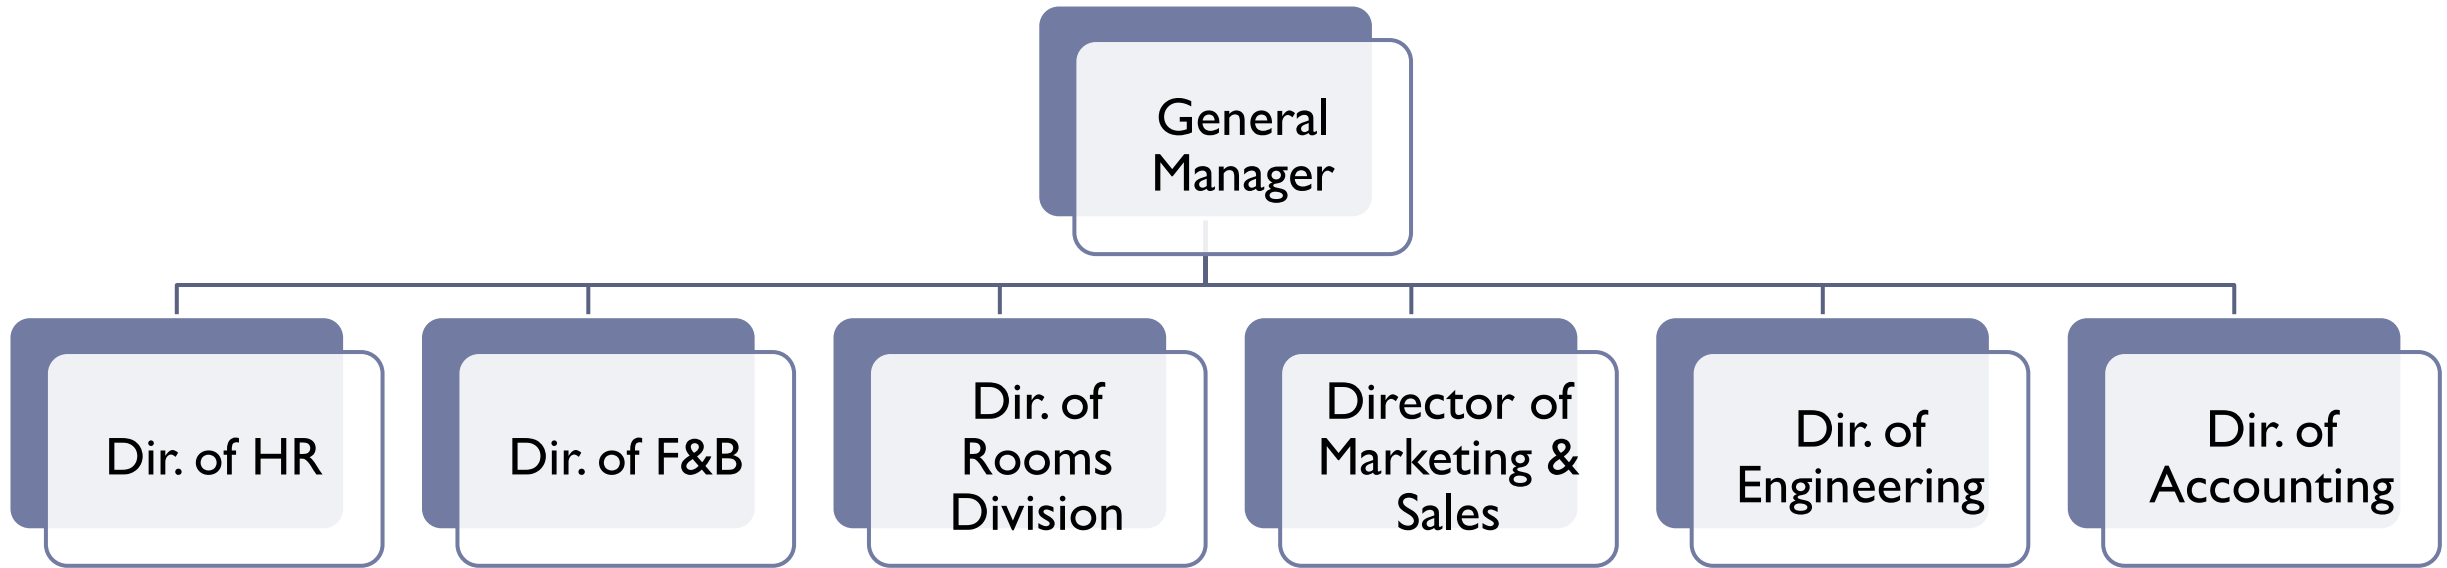 General
Manager
Dir. of HR
Dir. of F&B
Dir. of
Rooms
Division
Director of
Marketing &
Sales
Dir. of
Engineering
Dir. of
Accounting